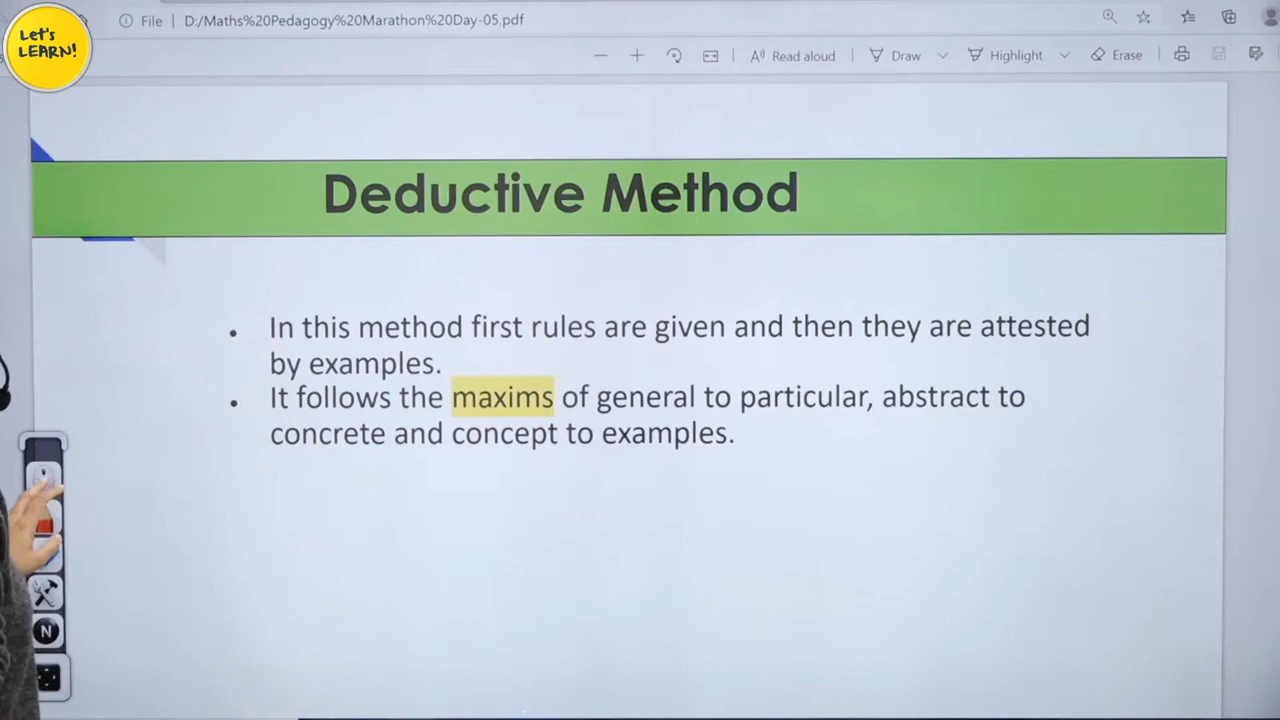 Let's
LEARN!
File | D:/Maths%20Pedagogy%20Marathon%20Day-05.pdf
Read aloud
Draw
Highlight
Erase
Deductive Method
• In this method first rules are given and then they are attested
by examples.
• It follows the maxims of general to particular, abstract to
concrete and concept to examples.
N